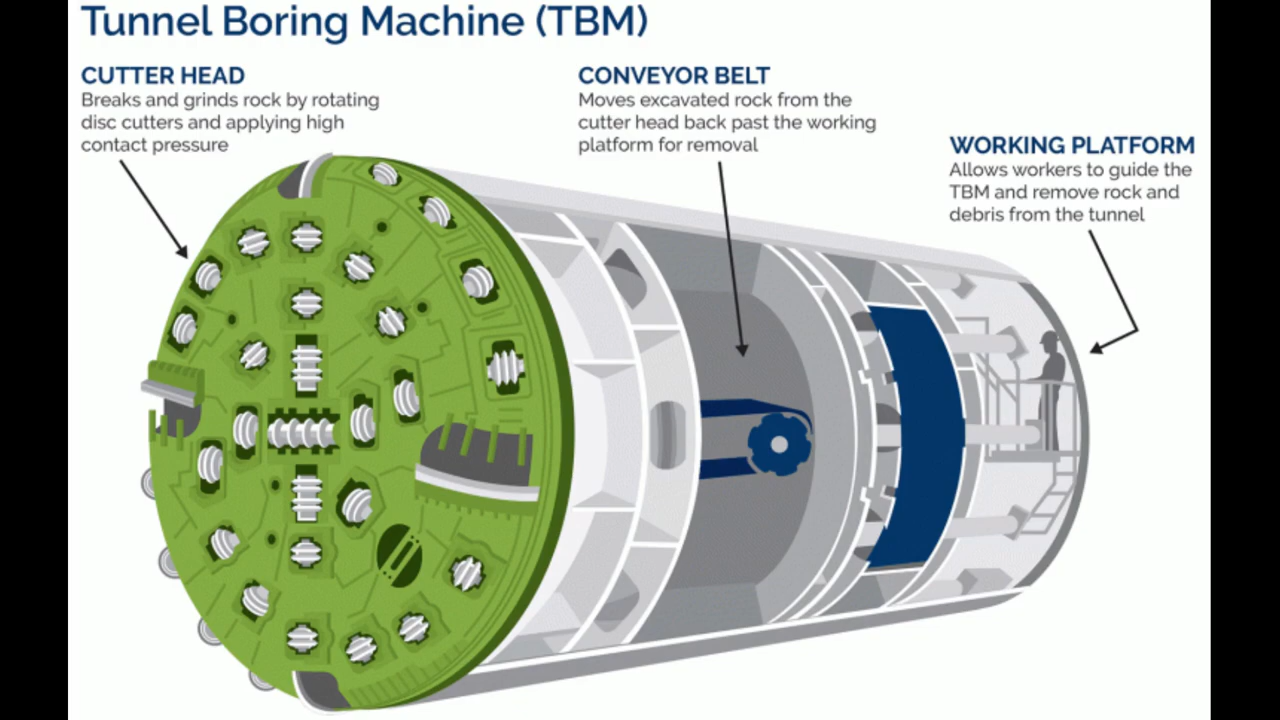 Tunnel Boring Machine (TBM)
CUTTER HEAD
Breaks and grinds rock by rotating
disc cutters and applying high
contact pressure
CONVEYOR BELT
Moves excavated rock from the
cutter head back past the working
platform for removal
WORKING PLATFORM
Allows workers to guide the
TBM and remove rock and
debris from the tunnel